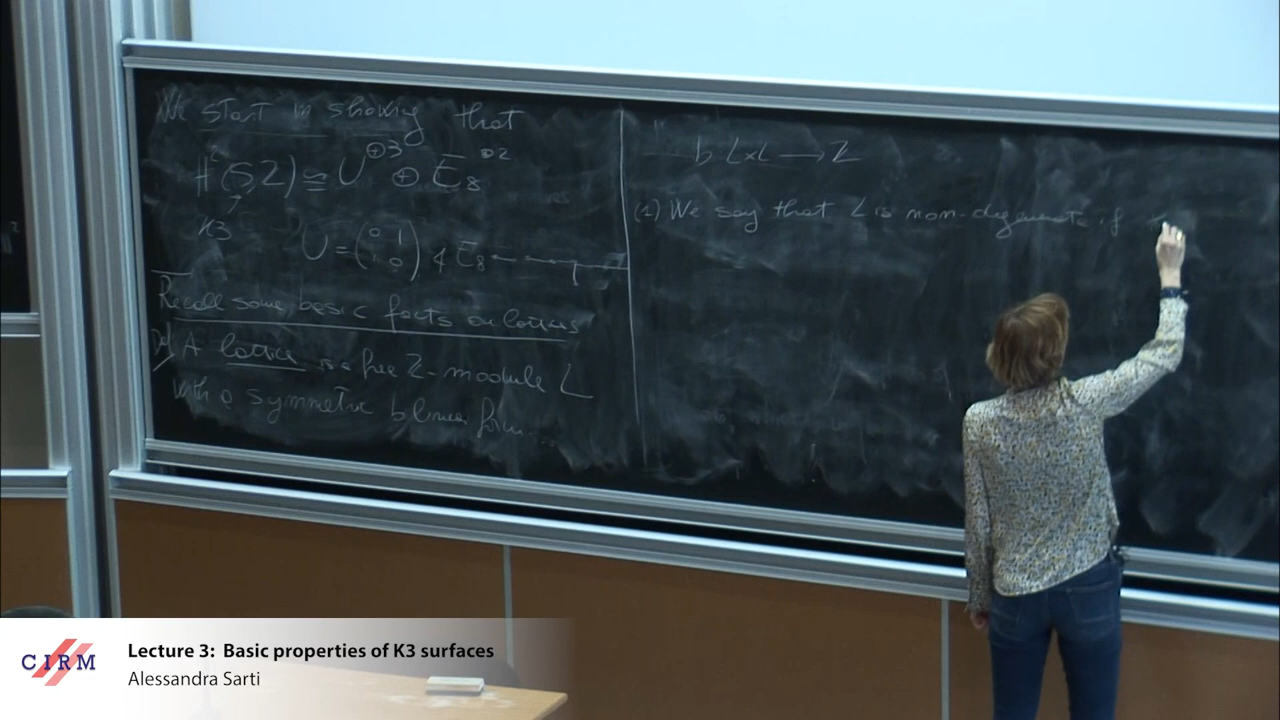 We start in showing that
H²(S,Z) ≅ U^⊕3 ⊕ E₈^⊕2
K3
U = (0 1
1 0) & E₈
Recall some basic facts on lattices
Def A lattice is a free Z-module L
with a symmetric bilinear form
b L×L → Z
(1) We say that L is non-degenerate if
CIRM
Lecture 3: Basic properties of K3 surfaces
Alessandra Sarti